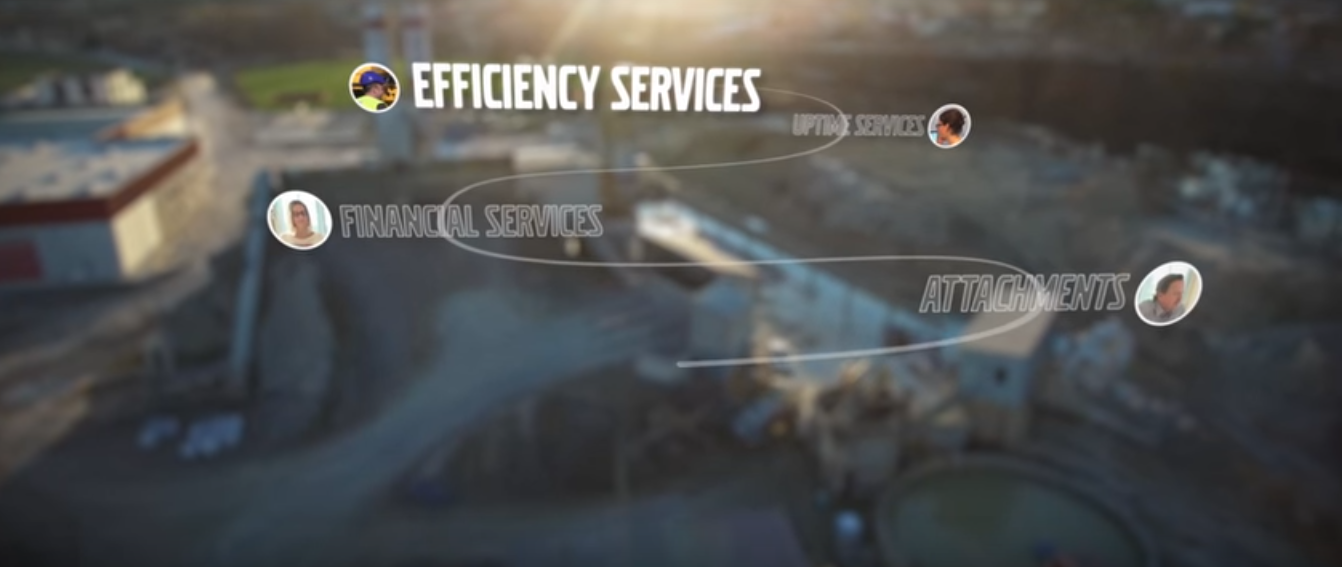 EFFICIENCY SERVICES
UPTIME SERVICES
FINANCIAL SERVICES
ATTACHMENTS